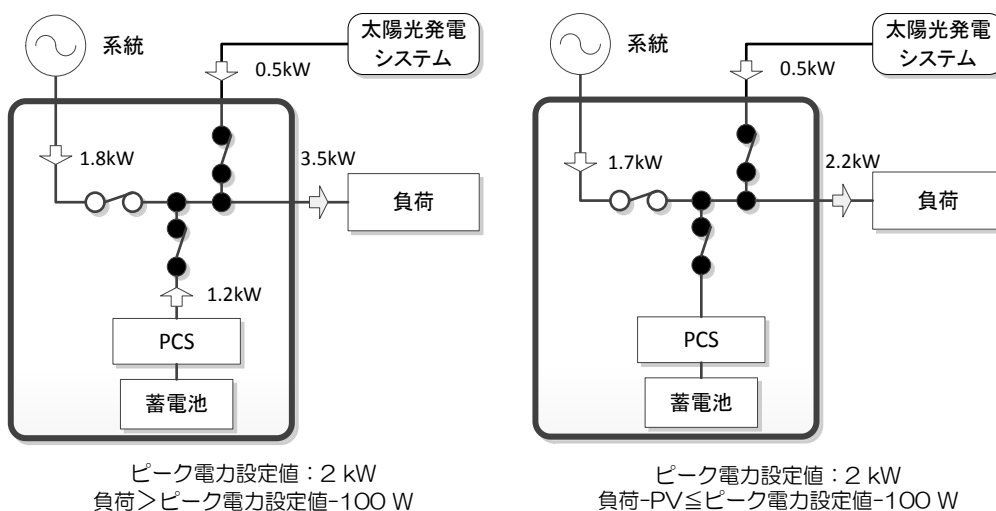 系統
太陽光発電
システム
0.5kW
1.8kW
3.5kW
負荷
1.2kW
PCS
蓄電池
ピーク電力設定値：2 kW
負荷＞ピーク電力設定値-100 W
系統
太陽光発電
システム
0.5kW
1.7kW
2.2kW
負荷
PCS
蓄電池
ピーク電力設定値：2 kW
負荷-PV≦ピーク電力設定値-100 W